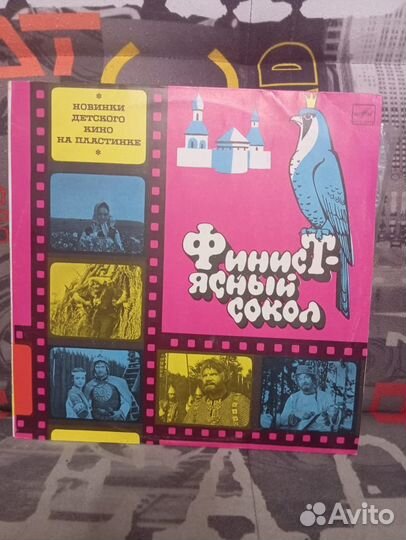 НОВИНКИ
ДЕТСКОГО
КИНО
НА ПЛАСТИНКЕ
ФИНИСТ-
ЯСНЫЙ
СОКОЛ
Avito